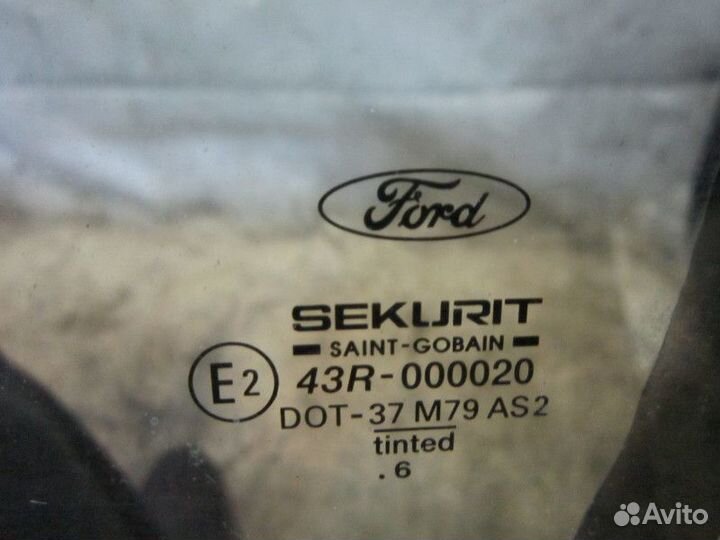 Ford
SEKURIT
SAINT-GOBAIN
E2 43R-000020
DOT-37 M79 AS2
tinted
. 6
Avito